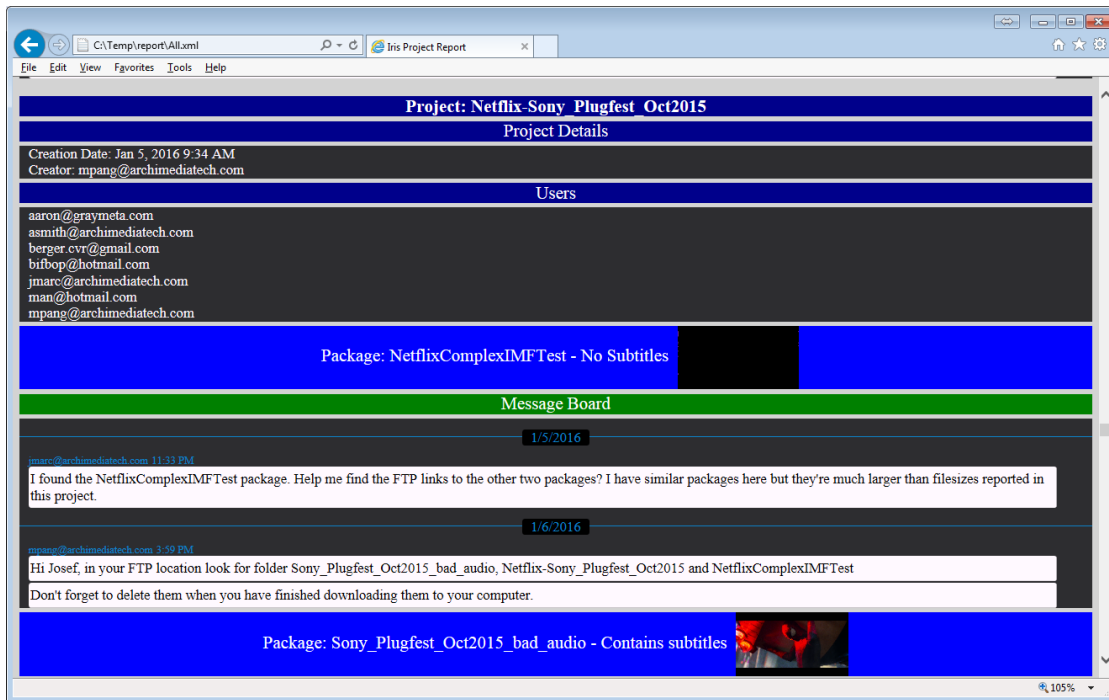 C:\Temp\report\All.xml
Iris Project Report
File Edit View Favorites Tools Help
Project: Netflix-Sony_Plugfest_Oct2015
Project Details
Creation Date: Jan 5, 2016 9:34 AM
Creator: mpang@archimediatech.com
Users
aaron@graymeta.com
asmith@archimediatech.com
berger.cvr@gmail.com
bifbop@hotmail.com
jmarc@archimediatech.com
man@hotmail.com
mpang@archimediatech.com
Package: NetflixComplexIMFTest - No Subtitles
Message Board
1/5/2016
jmarc@archimediatech.com 11:33 PM
I found the NetflixComplexIMFTest package. Help me find the FTP links to the other two packages? I have similar packages here but they're much larger than filesizes reported in
this project.
1/6/2016
mpang@archimediatech.com 3:59 PM
Hi Josef, in your FTP location look for folder Sony_Plugfest_Oct2015_bad_audio, Netflix-Sony_Plugfest_Oct2015 and NetflixComplexIMFTest
Don't forget to delete them when you have finished downloading them to your computer.
Package: Sony_Plugfest_Oct2015_bad_audio - Contains subtitles
105%